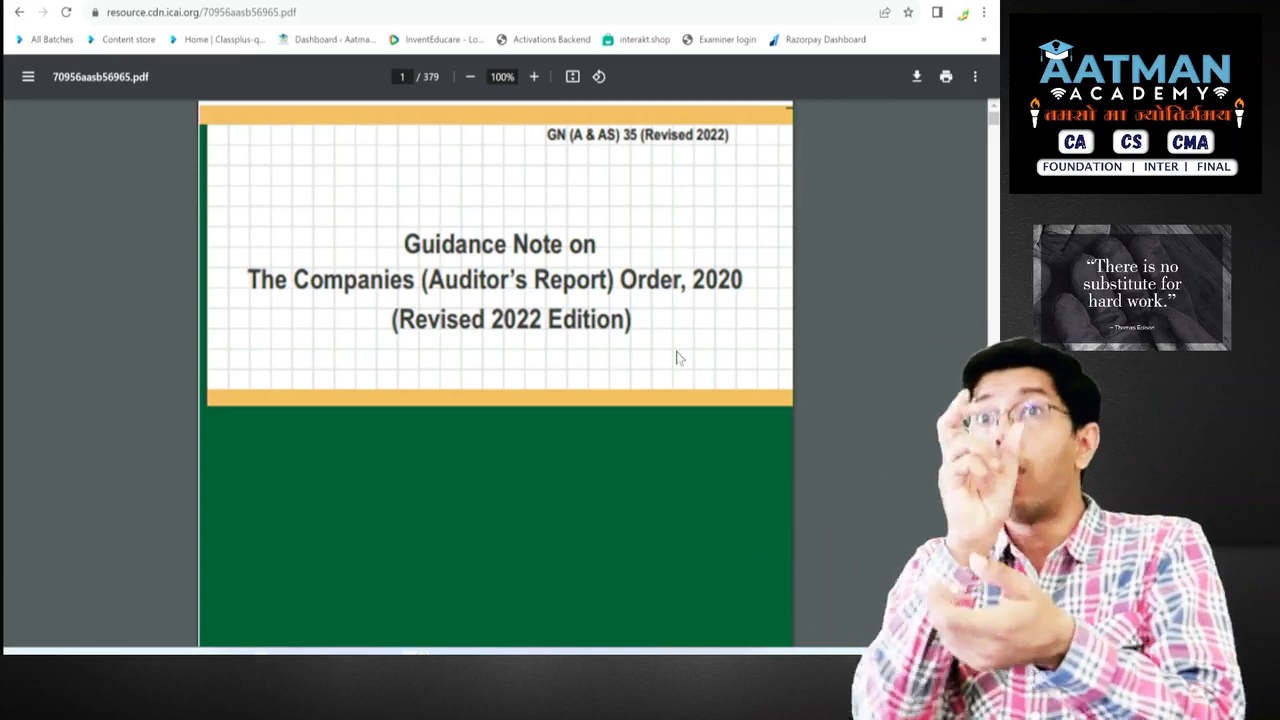 resource.cdn.icai.org/70956aasb56965.pdf
All Batches
Content store
Home | Classplus-q...
Dashboard ‹ Aatma...
InventEducare - Lo...
Activations Backend
interakt.shop
Examiner login
Razorpay Dashboard
»
70956aasb56965.pdf
1 / 379
100%
GN (A & AS) 35 (Revised 2022)
Guidance Note on
The Companies (Auditor's Report) Order, 2020
(Revised 2022 Edition)
AATMAN
ACADEMY
तमसो मा ज्योतिर्गमय
CA CS CMA
FOUNDATION | INTER | FINAL
“There is no
substitute for
hard work.”
– Thomas Edison